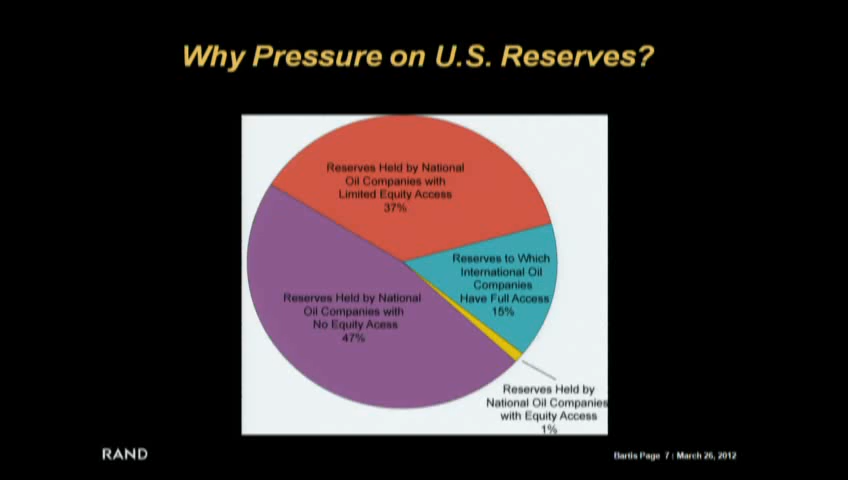 Why Pressure on U.S. Reserves?
Reserves Held by National
Oil Companies with
Limited Equity Access
37%
Reserves to Which
International Oil
Companies
Have Full Access
15%
Reserves Held by National
Oil Companies with
No Equity Acess
47%
Reserves Held by
National Oil Companies
with Equity Access
1%
RAND
Bartis Page 7 : March 26, 2012